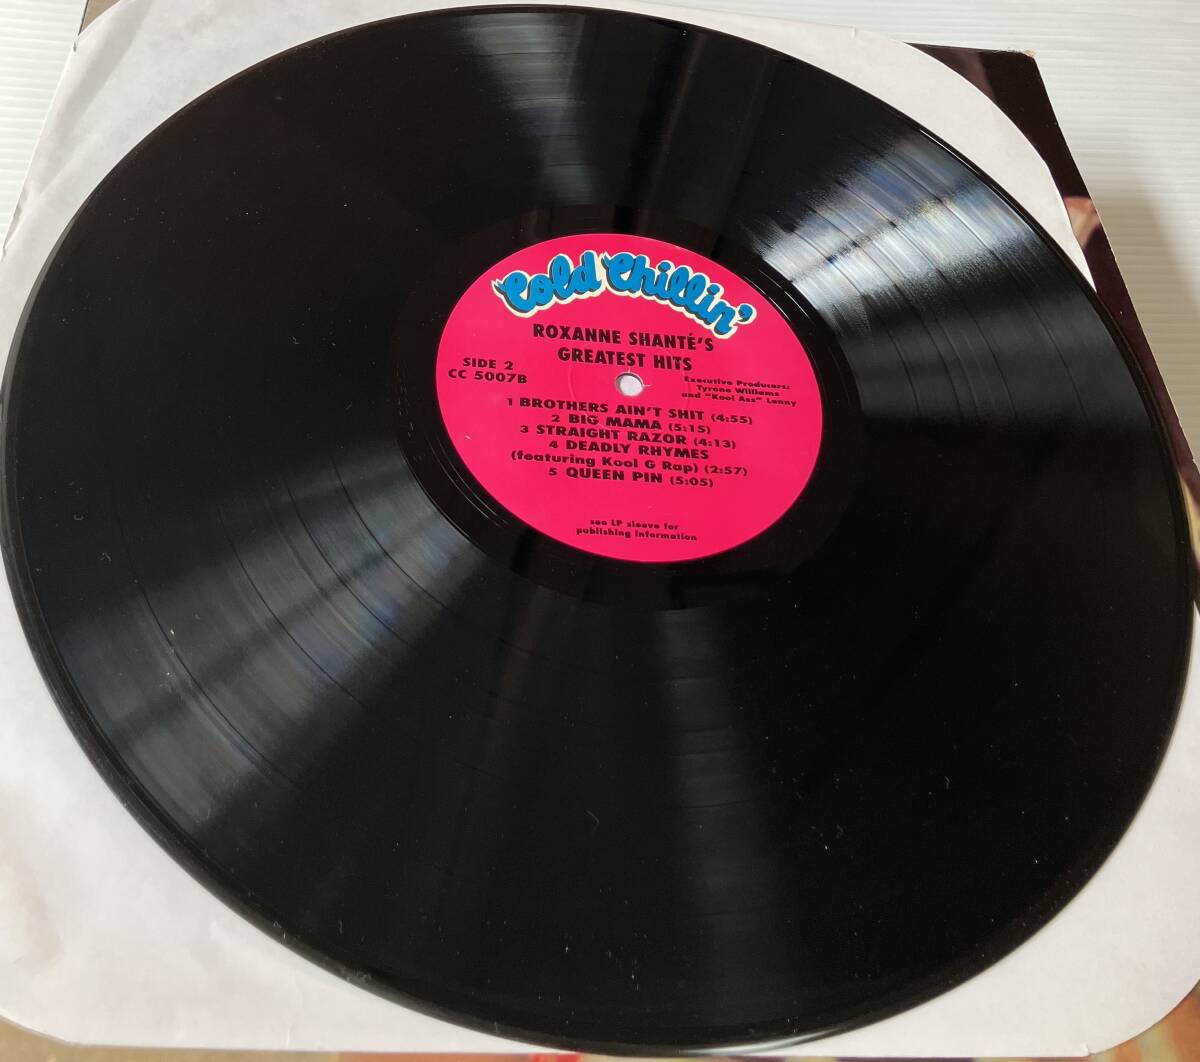 Cold Chillin'
ROXANNE SHANTÉ'S
GREATEST HITS
SIDE 2
CC 5007B
Executive Producers:
Tyrone Williams
and "Kool Ass" Lenny
1 BROTHERS AIN'T SHIT (4:55)
2 BIG MAMA (5:15)
3 STRAIGHT RAZOR (4:13)
4 DEADLY RHYMES
(featuring Kool G Rap) (2:57)
5 QUEEN PIN (5:05)
see LP sleeve for
publishing information